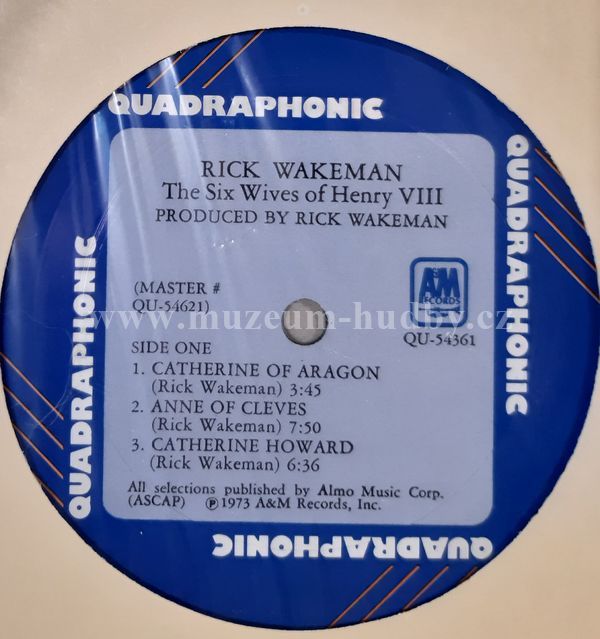 QUADRAPHONIC
QUADRAPHONIC
QUADRAPHONIC
QUADRAPHONIC
RICK WAKEMAN
The Six Wives of Henry VIII
PRODUCED BY RICK WAKEMAN
(MASTER #
QU-54621)
A&M
RECORDS
QU-54361
www.muzeum-hudby.cz
SIDE ONE
1. CATHERINE OF ARAGON
(Rick Wakeman) 3:45
2. ANNE OF CLEVES
(Rick Wakeman) 7:50
3. CATHERINE HOWARD
(Rick Wakeman) 6:36
All selections published by Almo Music Corp.
(ASCAP) ℗ 1973 A&M Records, Inc.